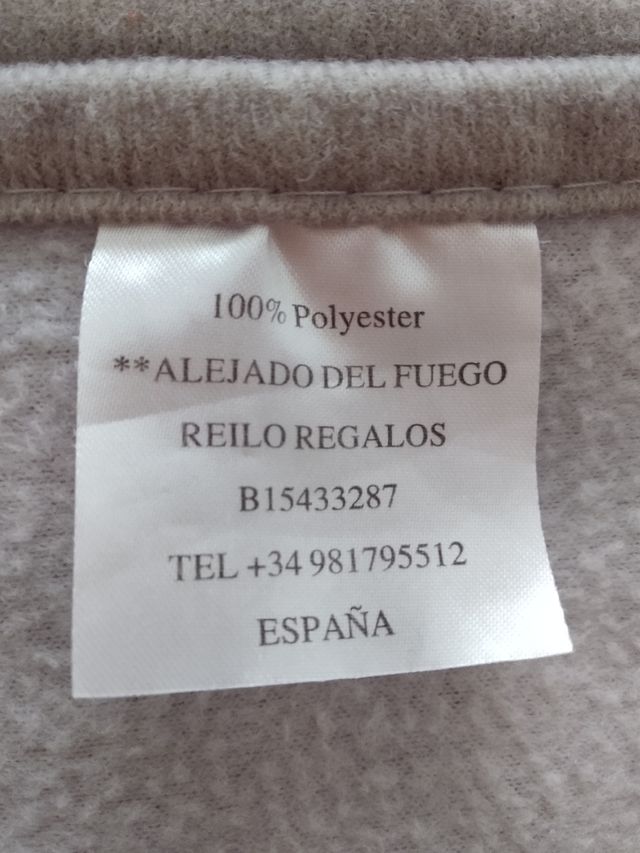 100% Polyester
**ALEJADO DEL FUEGO
REILO REGALOS
B15433287
TEL +34 981795512
ESPAÑA